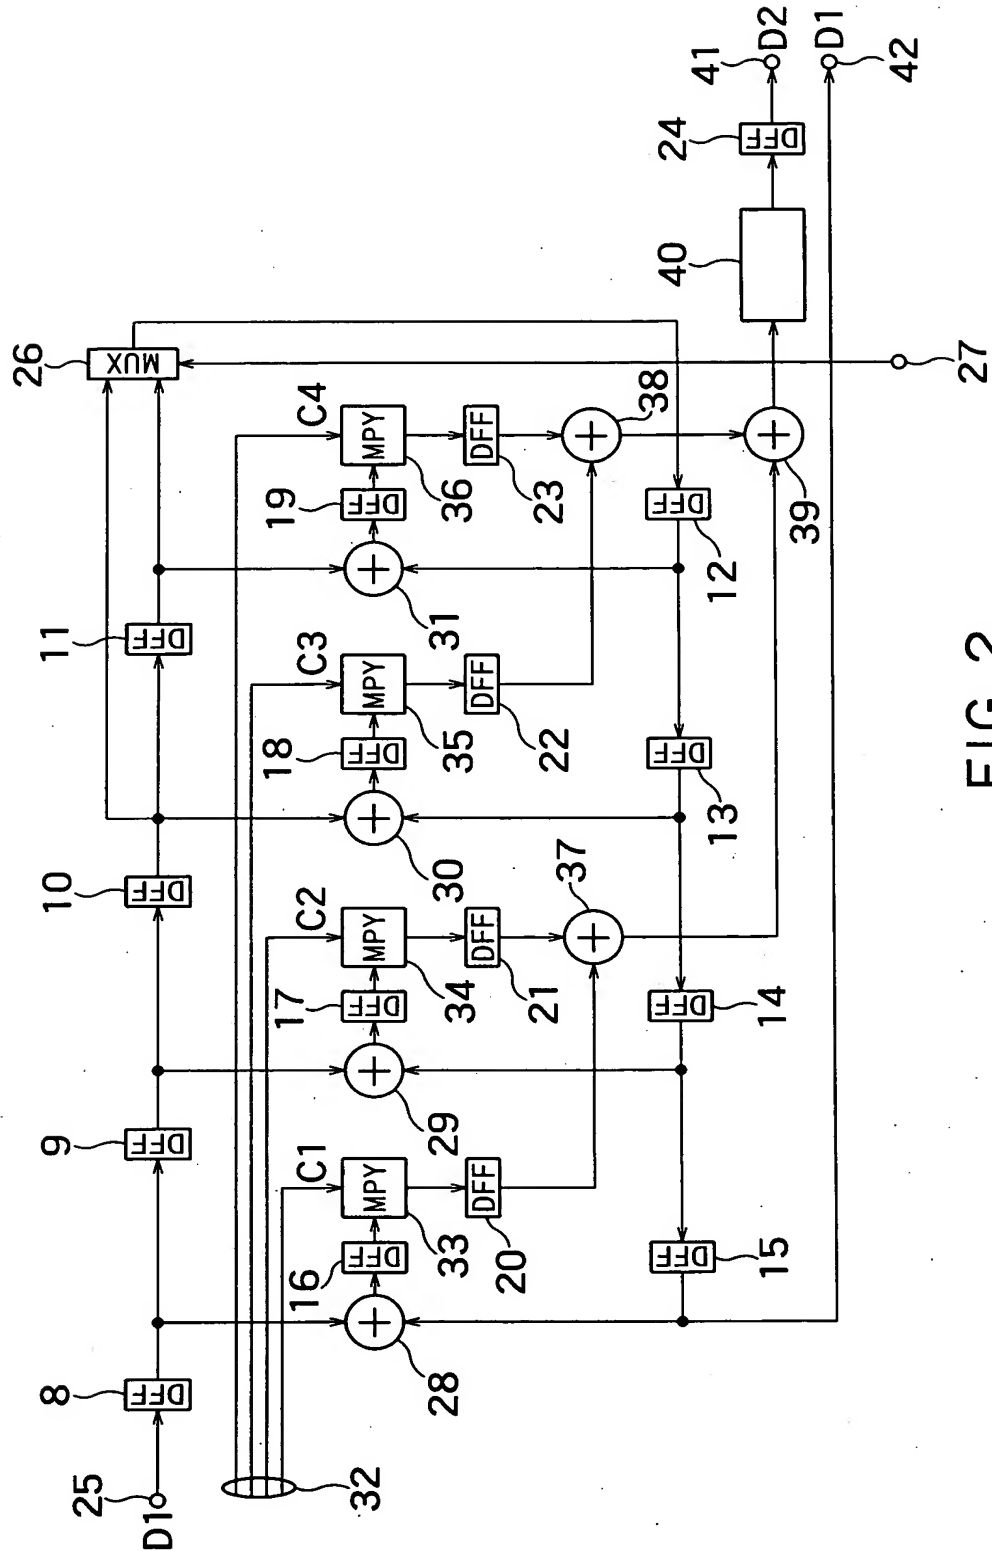 26
MUX
41
D2
D1
42
24
DFF
40
27
11
DFF
C4
19
DFF
MPY
36
DFF
23
38
39
31
DFF
12
10
DFF
C3
18
DFF
MPY
35
DFF
22
30
DFF
13
9
DFF
C2
17
DFF
MPY
34
DFF
21
37
29
DFF
14
8
DFF
C1
16
DFF
MPY
33
DFF
20
28
DFF
15
25
D1
32
FIG. 2